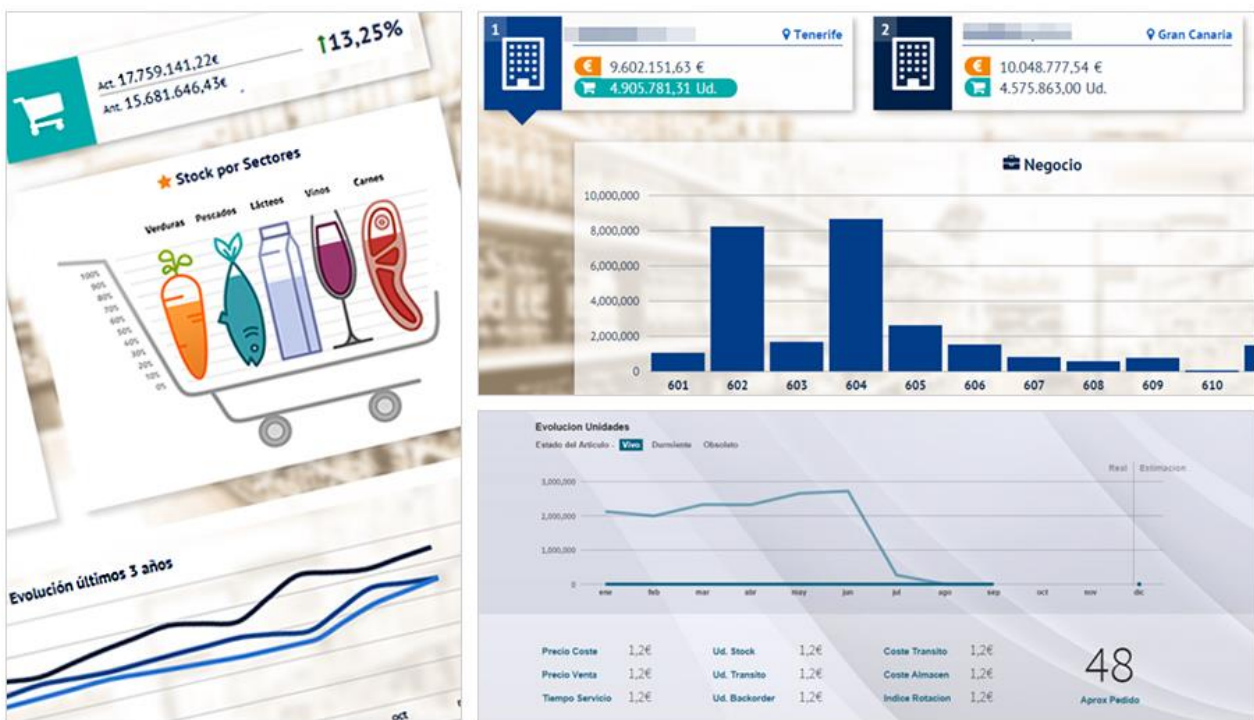 Act. 17.759.141,22€
Ant. 15.681.646,43€
↑13,25%
Stock por Sectores
Verduras Pescados Lácteos Vinos Carnes
100%
90%
80%
70%
60%
50%
40%
30%
20%
10%
0%
Evolución últimos 3 años
oct
1
Tenerife
€ 9.602.151,63 €
4.905.781,31 Ud.
2
Gran Canaria
€ 10.048.777,54 €
4.575.863,00 Ud.
Negocio
10,000,000
8,000,000
6,000,000
4,000,000
2,000,000
0
601 602 603 604 605 606 607 608 609 610
Evolucion Unidades
Estado del Articulo - Vivo Durmiente Obsoleto
Real Estimacion
3,000,000
2,000,000
1,000,000
0
ene feb mar abr may jun jul ago sep oct nov dic
Precio Coste 1,2€ Ud. Stock 1,2€ Coste Transito 1,2€
Precio Venta 1,2€ Ud. Transito 1,2€ Coste Almacen 1,2€
Tiempo Servicio 1,2€ Ud. Backorder 1,2€ Indice Rotacion 1,2€
48
Aprox Pedido